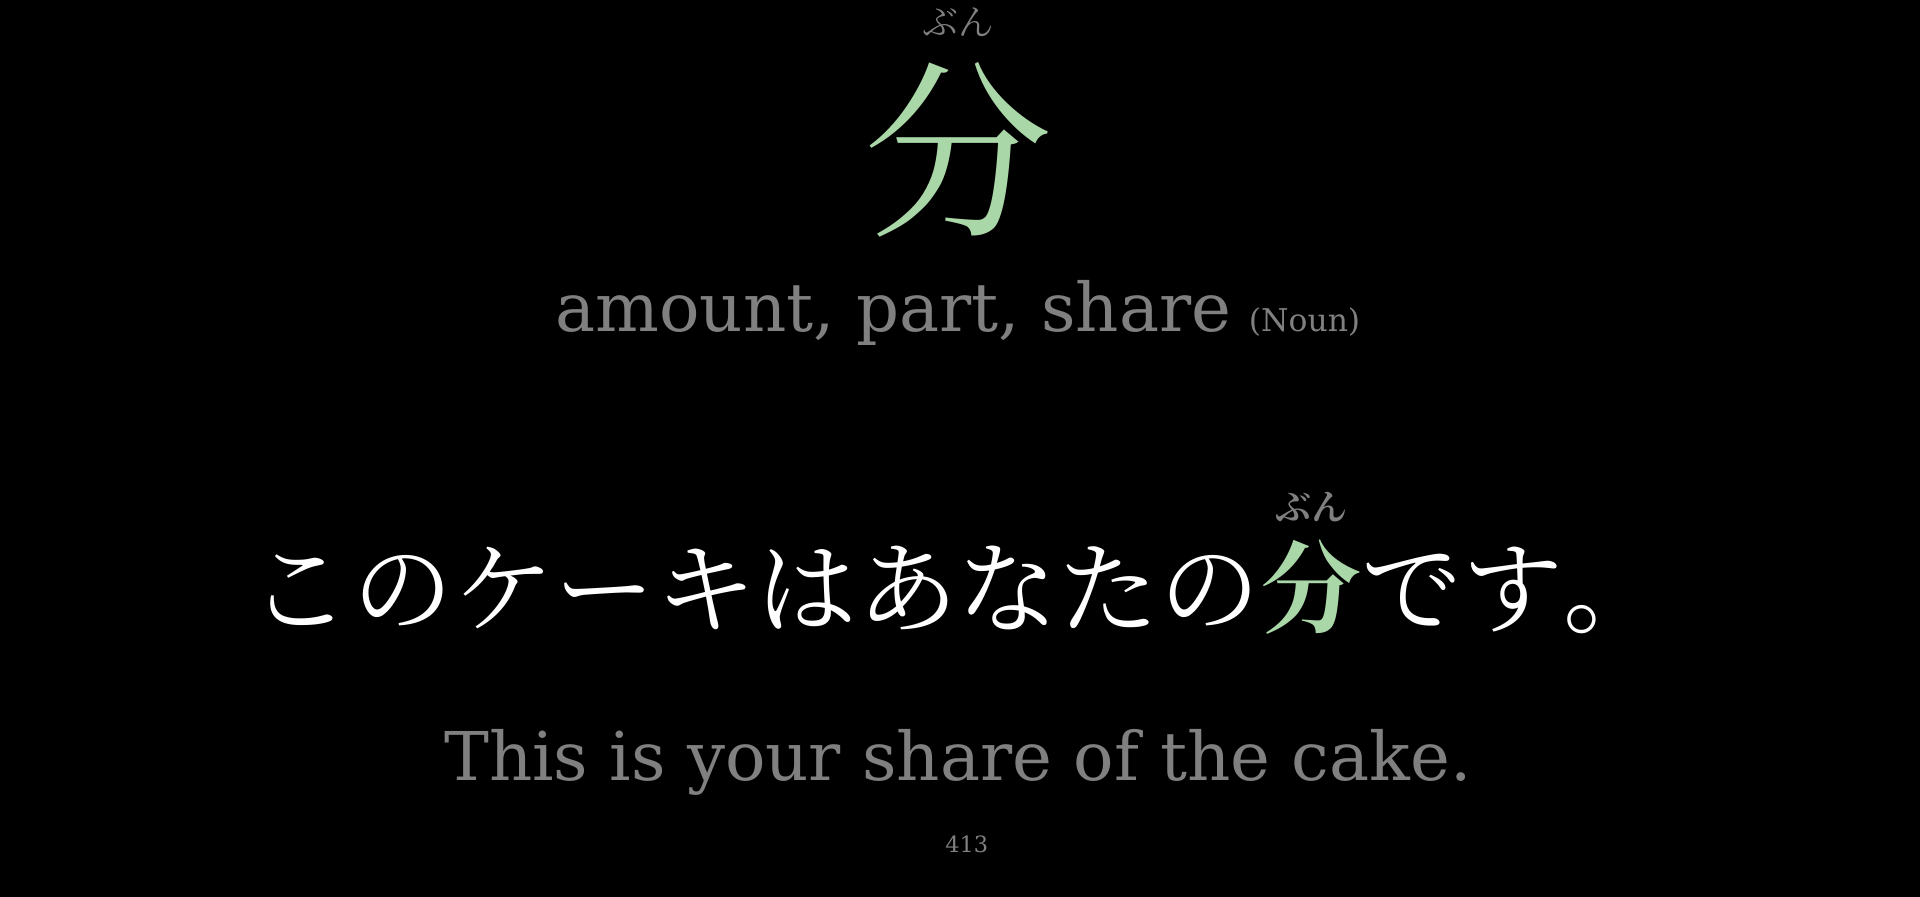 ぶん
分
amount, part, share (Noun)
ぶん
このケーキはあなたの分です。
This is your share of the cake.
413